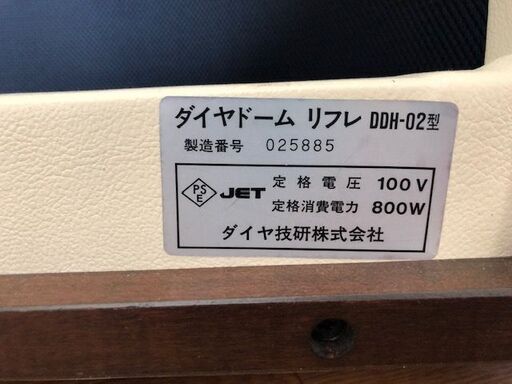 ダイヤドーム リフレ DDH-02型
製造番号 025885
PSE JET 定格電圧 100V
定格消費電力 800W
ダイヤ技研株式会社